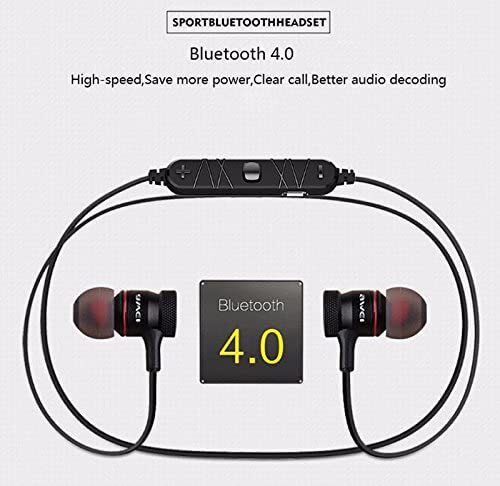 SPORTBLUETOOTHHEADSET
Bluetooth 4.0
High-speed,Save more power,Clear call,Better audio decoding
+
-
AWEI
Bluetooth
4.0
AWEI